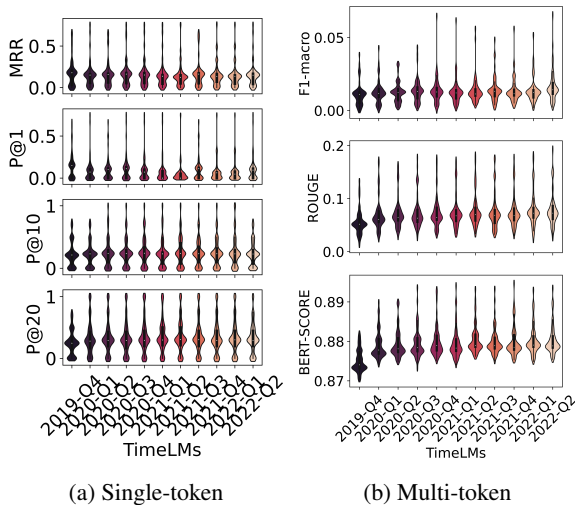 MRR
0.5
0.0
P@1
0.5
0.0
P@10
1
0
P@20
1
0
2019-Q4
2020-Q1
2020-Q2
2020-Q3
2020-Q4
2021-Q1
2021-Q2
2021-Q3
2021-Q4
2022-Q1
2022-Q2
TimeLMs
(a) Single-token
F1-macro
0.05
0.00
ROUGE
0.2
0.1
0.0
BERT-SCORE
0.89
0.88
0.87
2019-Q4
2020-Q1
2020-Q2
2020-Q3
2020-Q4
2021-Q1
2021-Q2
2021-Q3
2021-Q4
2022-Q1
2022-Q2
TimeLMs
(b) Multi-token